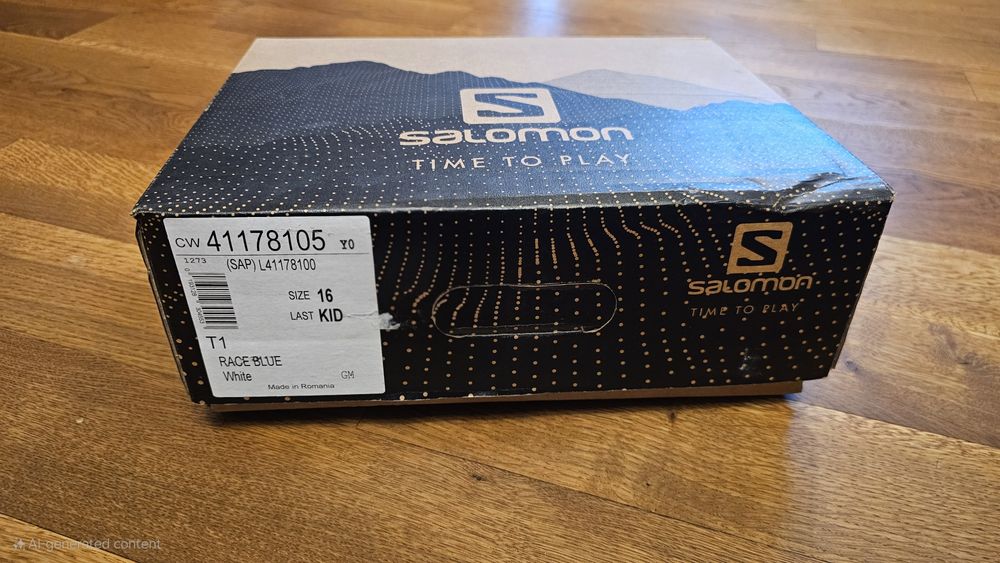 SALOMON
TIME TO PLAY
CW 41178105 Y0
1273
(SAP) L41178100
SIZE 16
LAST KID
T1
RACE BLUE
White GM
Made in Romania
SALOMON
TIME TO PLAY
AI-generated content